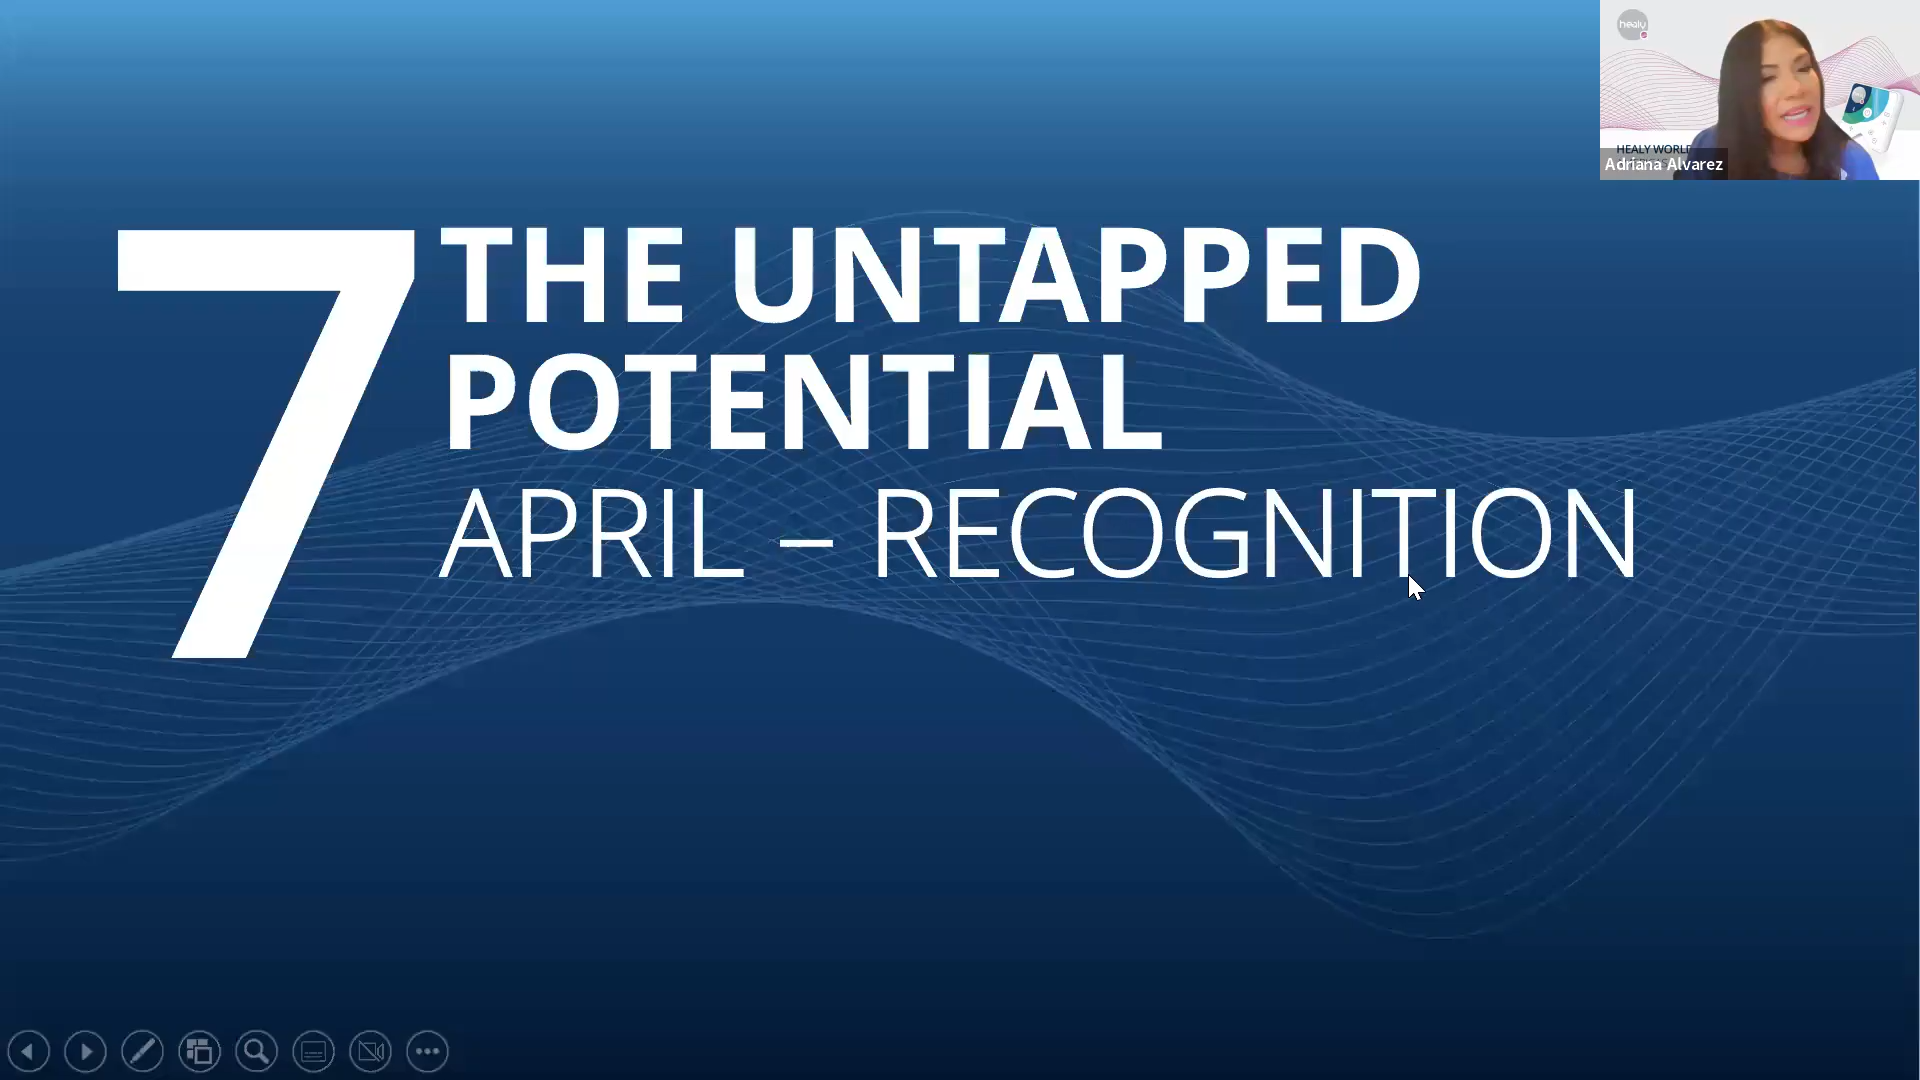 healy
7
THE UNTAPPED
POTENTIAL
APRIL – RECOGNITION
HEALY WORLD
Adriana Alvarez